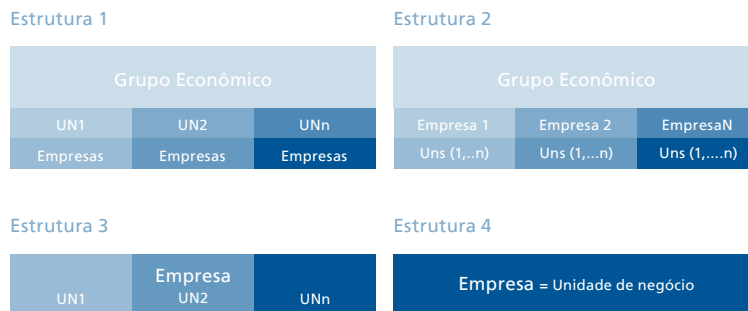 Estrutura 1
Grupo Econômico
UN1 UN2 UNn
Empresas Empresas Empresas
Estrutura 2
Grupo Econômico
Empresa 1 Empresa 2 EmpresaN
Uns (1,..n) Uns (1,...n) Uns (1,....n)
Estrutura 3
Empresa
UN1 UN2 UNn
Estrutura 4
Empresa = Unidade de negócio